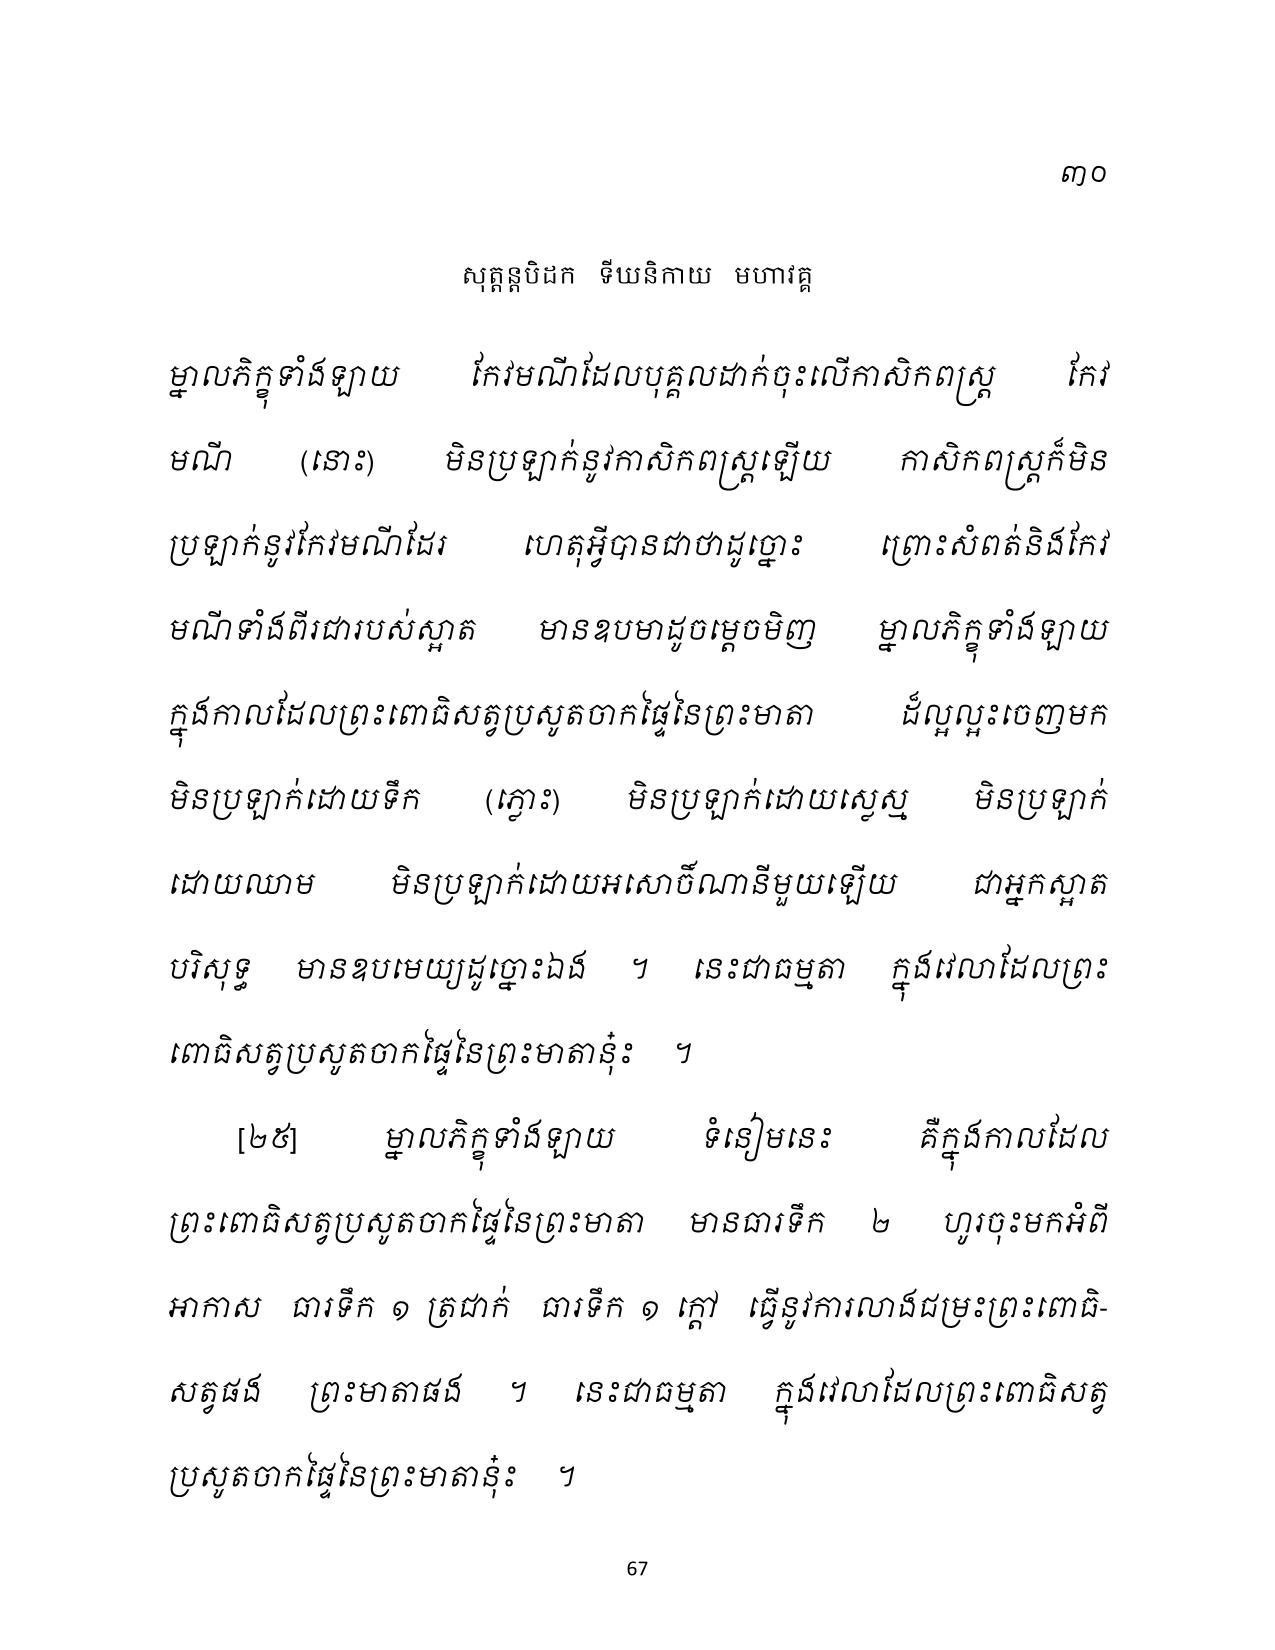 ៣០
សុត្តន្តបិដក ទីឃនិកាយ មហាវគ្គ
ម្នាលភិក្ខុទាំងឡាយ កែវមណីដែលបុគ្គលដាក់ចុះលើកាសិកពស្ត្រ កែវ
មណី (នោះ) មិនប្រឡាក់នូវកាសិកពស្ត្រឡើយ កាសិកពស្ត្រក៏មិន
ប្រឡាក់នូវកែវមណីដែរ ហេតុអ្វីបានជាថាដូច្នោះ ព្រោះសំពត់និងកែវ
មណីទាំងពីរជារបស់ស្អាត មានឧបមាដូចម្តេចមិញ ម្នាលភិក្ខុទាំងឡាយ
ក្នុងកាលដែលព្រះពោធិសត្វប្រសូតចាកផ្ទៃនៃព្រះមាតា ដ៏ល្អល្អះចេញមក
មិនប្រឡាក់ដោយទឹក (ភ្លោះ) មិនប្រឡាក់ដោយស្លេស្ម មិនប្រឡាក់
ដោយឈាម មិនប្រឡាក់ដោយអសោចិ៍ណានីមួយឡើយ ជាអ្នកស្អាត
បរិសុទ្ធ មានឧបមេយ្យដូច្នោះឯង ។ នេះជាធម្មតា ក្នុងវេលាដែលព្រះ
ពោធិសត្វប្រសូតចាកផ្ទៃនៃព្រះមាតានុ៎ះ ។
[២៥] ម្នាលភិក្ខុទាំងឡាយ ទំនៀមនេះ គឺក្នុងកាលដែល
ព្រះពោធិសត្វប្រសូតចាកផ្ទៃនៃព្រះមាតា មានធារទឹក ២ ហូរចុះមកអំពី
អាកាស ធារទឹក ១ ត្រជាក់ ធារទឹក ១ ក្តៅ ធ្វើនូវការលាងជម្រះព្រះពោធិ-
សត្វផង ព្រះមាតាផង ។ នេះជាធម្មតា ក្នុងវេលាដែលព្រះពោធិសត្វ
ប្រសូតចាកផ្ទៃនៃព្រះមាតានុ៎ះ ។
67